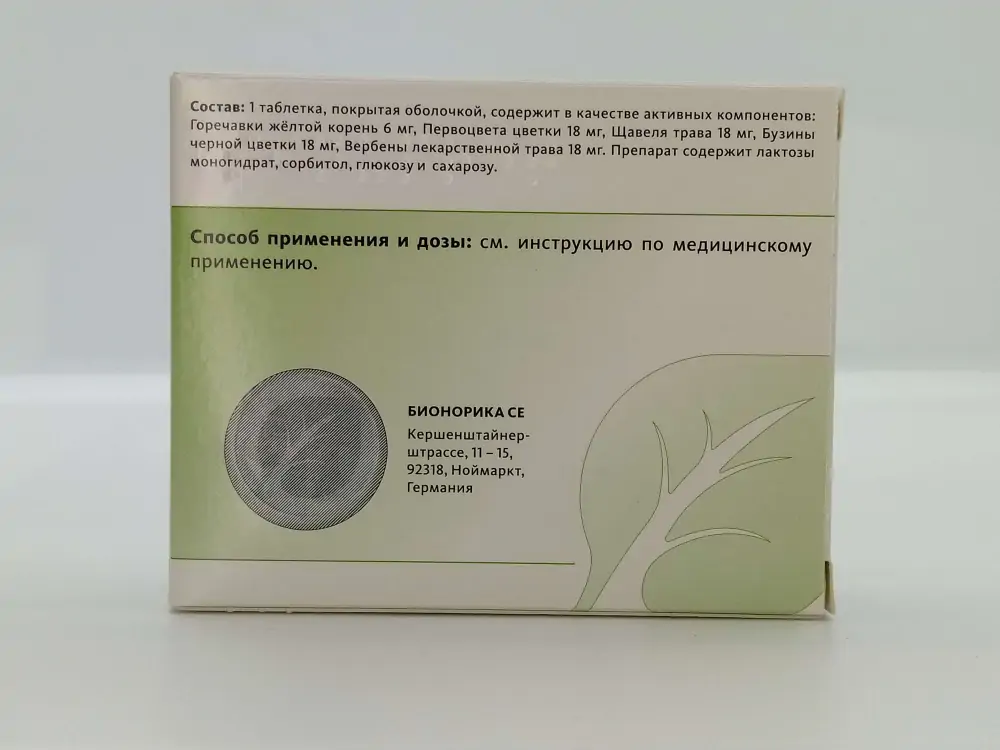 Состав: 1 таблетка, покрытая оболочкой, содержит в качестве активных компонентов:
Горечавки жёлтой корень 6 мг, Первоцвета цветки 18 мг, Щавеля трава 18 мг, Бузины
черной цветки 18 мг, Вербены лекарственной трава 18 мг. Препарат содержит лактозы
моногидрат, сорбитол, глюкозу и сахарозу.
Способ применения и дозы: см. инструкцию по медицинскому
применению.
БИОНОРИКА СЕ
Кершенштайнер-
штрассе, 11 – 15,
92318, Ноймаркт,
Германия